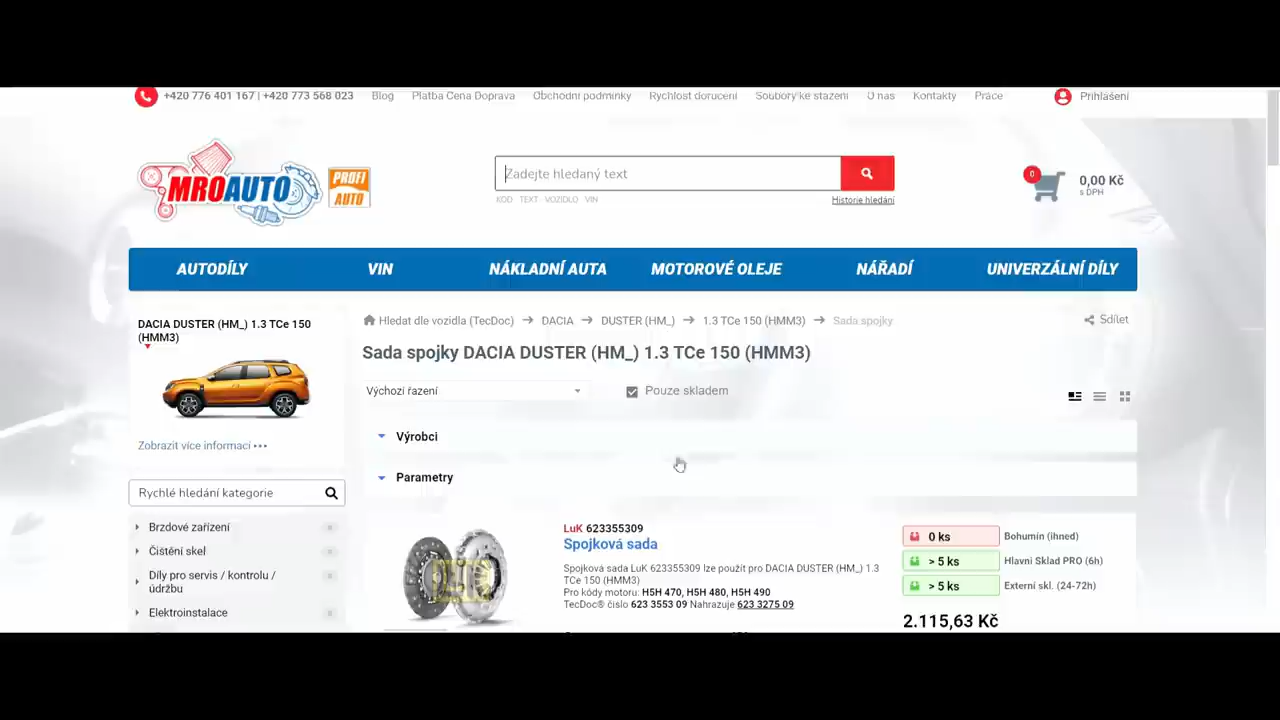 +420 776 401 167 | +420 773 568 023 Blog Platba Cena Doprava Obchodní podmínky Rychlost doručení Soubory ke stažení O nás Kontakty Práce Přihlášení
MROAUTO PROFI AUTO
Zadejte hledaný text
KÓD TEXT VOZIDLO VIN
Historie hledání
0
0,00 Kč
s DPH
AUTODÍLY VIN NÁKLADNÍ AUTA MOTOROVÉ OLEJE NÁŘADÍ UNIVERZÁLNÍ DÍLY
DACIA DUSTER (HM_) 1.3 TCe 150
(HMM3)
Zobrazit více informací •••
Rychlé hledání kategorie
Brzdové zařízení
Čištění skel
Díly pro servis / kontrolu /
údržbu
Elektroinstalace
Hledat dle vozidla (TecDoc) → DACIA → DUSTER (HM_) → 1.3 TCe 150 (HMM3) → Sada spojky
Sdílet
Sada spojky DACIA DUSTER (HM_) 1.3 TCe 150 (HMM3)
Výchozí řazení
Pouze skladem
Výrobci
Parametry
LuK 623355309
Spojková sada
Spojková sada LuK 623355309 lze použít pro DACIA DUSTER (HM_) 1.3
TCe 150 (HMM3)
Pro kódy motoru: H5H 470, H5H 480, H5H 490
TecDoc® číslo 623 3553 09 Nahrazuje 623 3275 09
0 ks Bohumín (ihned)
> 5 ks Hlavní Sklad PRO (6h)
> 5 ks Externí skl. (24-72h)
2.115,63 Kč